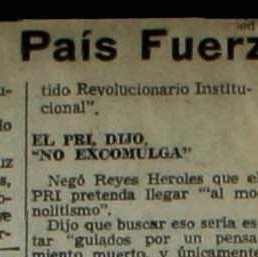 País Fuerz
tido Revolucionario Institu-
cional".
EL PRI, DIJO,
"NO EXCOMULGA"
Negó Reyes Heroles que el
PRI pretenda llegar "'al mo
nolitismo".
Dijo que buscar eso sería es
tar "guiados por un pensa
miento muerto, y únicamente